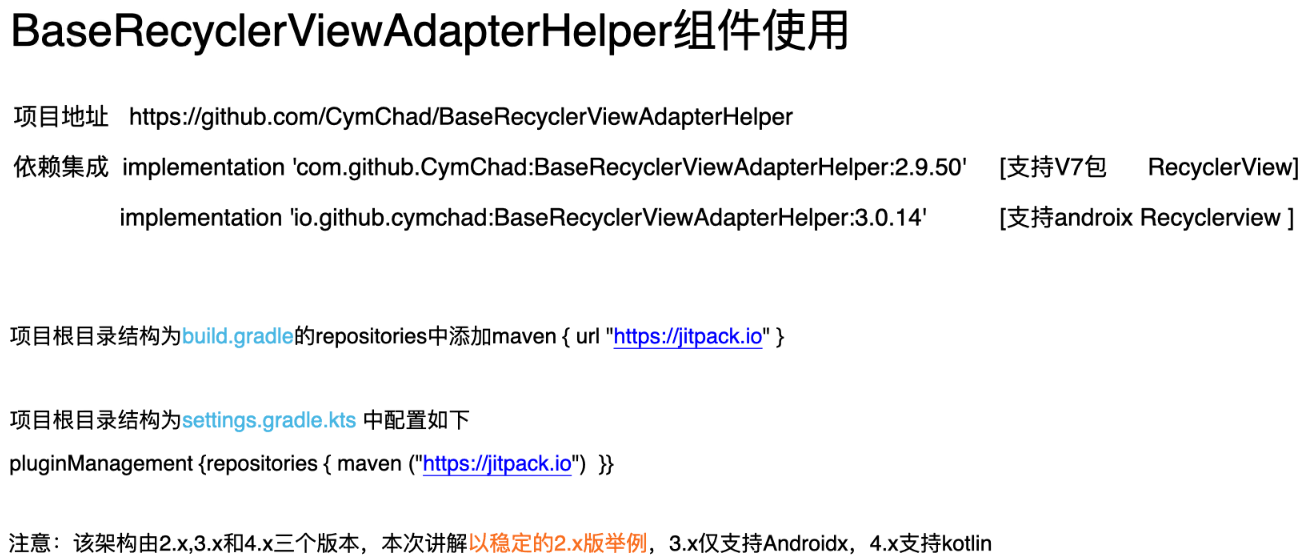 BaseRecyclerViewAdapterHelper组件使用
项目地址 https://github.com/CymChad/BaseRecyclerViewAdapterHelper
依赖集成 implementation 'com.github.CymChad:BaseRecyclerViewAdapterHelper:2.9.50' [支持V7包 RecyclerView]
implementation 'io.github.cymchad:BaseRecyclerViewAdapterHelper:3.0.14' [支持androix Recyclerview ]
项目根目录结构为build.gradle的repositories中添加maven { url "https://jitpack.io" }
项目根目录结构为settings.gradle.kts 中配置如下
pluginManagement {repositories { maven ("https://jitpack.io") }}
注意：该架构由2.x,3.x和4.x三个版本，本次讲解以稳定的2.x版举例，3.x仅支持Androidx，4.x支持kotlin